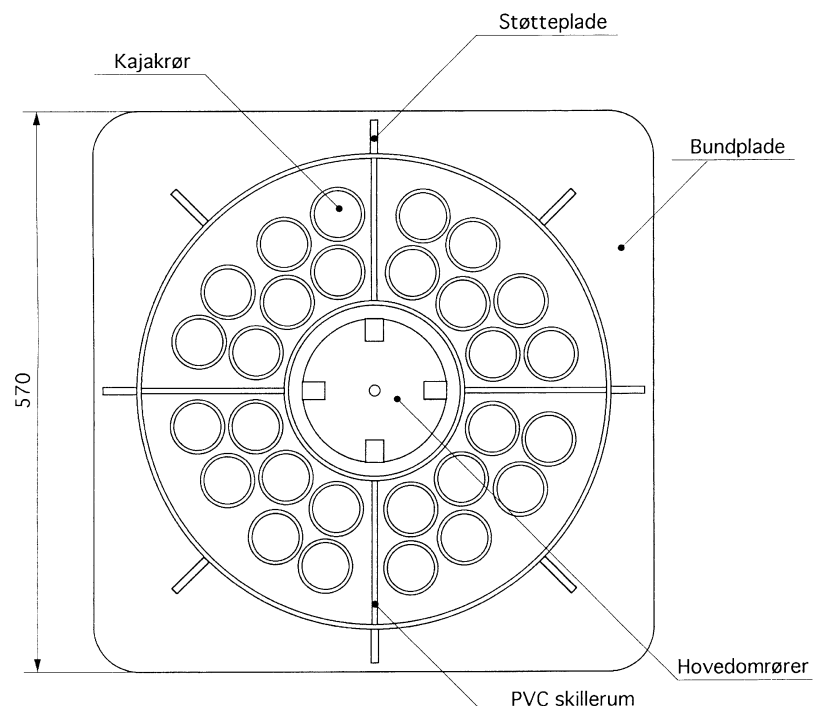 Støtteplade
Kajakrør
Bundplade
570
Hovedomrører
PVC skillerum